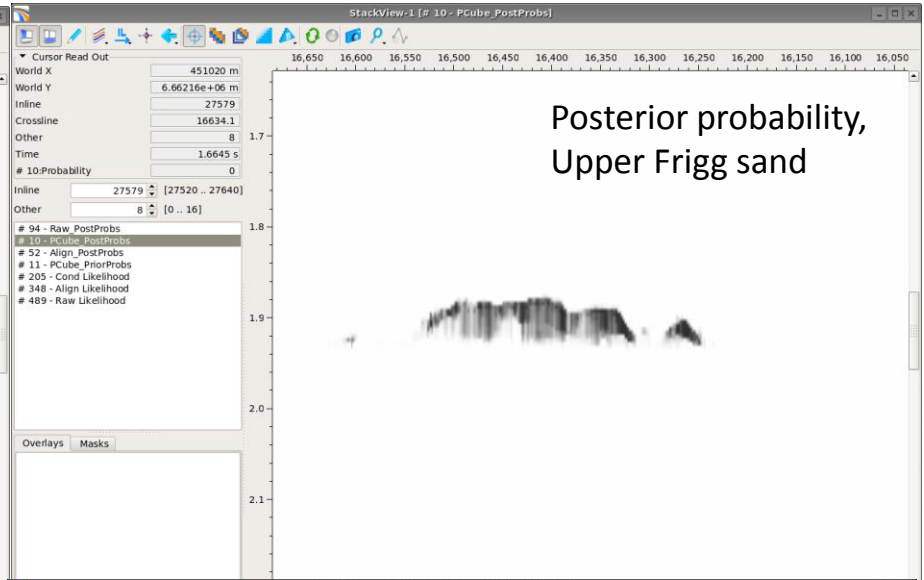 StackView-1 [# 10 - PCube_PostProbs]
Cursor Read Out
World X 451020 m
World Y 6.66216e+06 m
Inline 27579
Crossline 16634.1
Other 8
Time 1.6645 s
# 10:Probability 0
Inline 27579 [27520 .. 27640]
Other 8 [0 .. 16]
# 94 - Raw_PostProbs
# 10 - PCube_PostProbs
# 52 - Align_PostProbs
# 11 - PCube_PriorProbs
# 205 - Cond Likelihood
# 348 - Align Likelihood
# 489 - Raw Likelihood
Overlays Masks
16,650 16,600 16,550 16,500 16,450 16,400 16,350 16,300 16,250 16,200 16,150 16,100 16,050
1.7
1.8
1.9
2.0
2.1
Posterior probability,
Upper Frigg sand